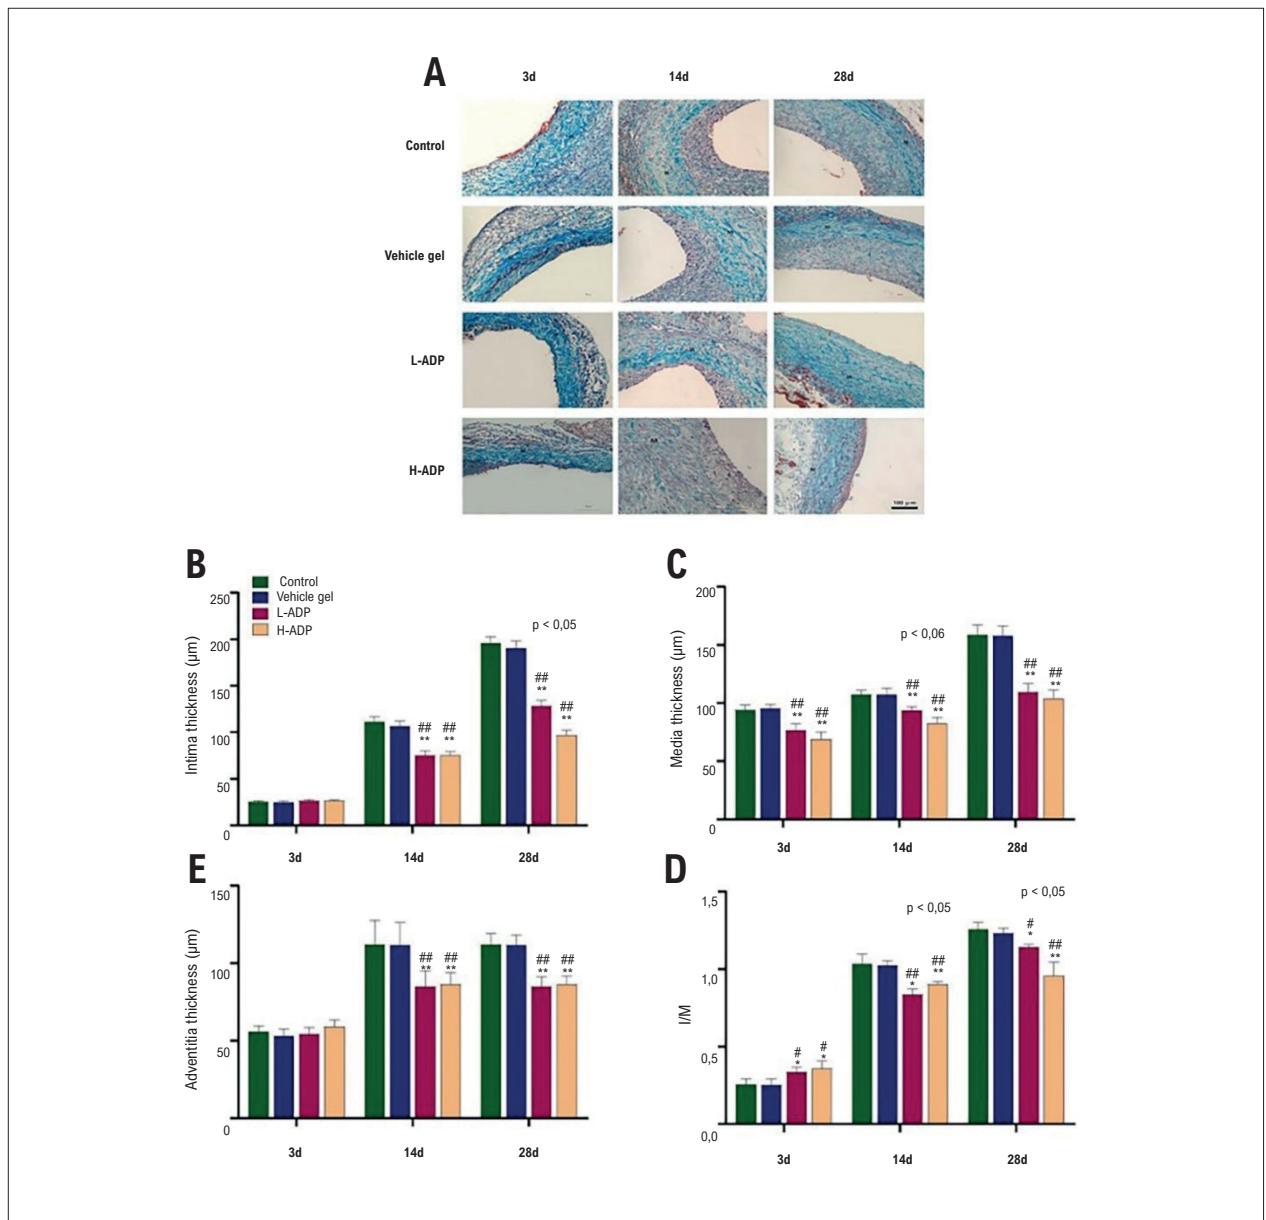 A
3d 14d 28d
Control
Vehicle gel
L-ADP
H-ADP
M
100 µm
B
Control
Vehicle gel
L-ADP
H-ADP
Intima thickness (µm)
250
200
150
100
50
0
p < 0,05
## ##
** **
## ##
** **
3d 14d 28d
C
Media thickness (µm)
200
150
100
50
0
p < 0,06
## ##
** **
## ##
** **
## ##
** **
3d 14d 28d
E
Adventitia thickness (µm)
150
100
50
0
## ##
** **
## ##
** **
3d 14d 28d
D
I/M
1,5
1,0
0,5
0,0
p < 0,05
p < 0,05
# #
* *
## ##
* **
# ##
* **
3d 14d 28d